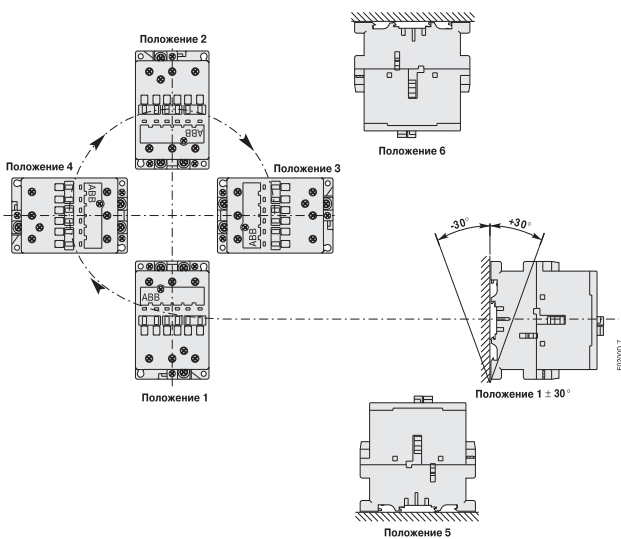 Положение 2
ABB
Положение 6
Положение 4
ABB
Положение 3
ABB
-30°
+30°
ABB
Положение 1
Положение 1 ± 30°
Положение 5